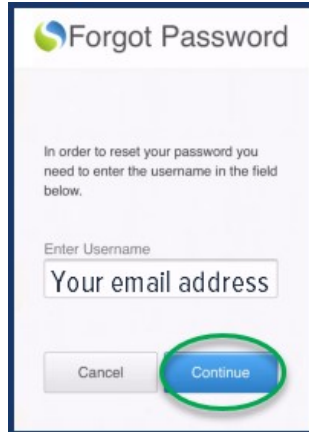 Forgot Password
In order to reset your password you
need to enter the username in the field
below.
Enter Username
Your email address
Cancel Continue